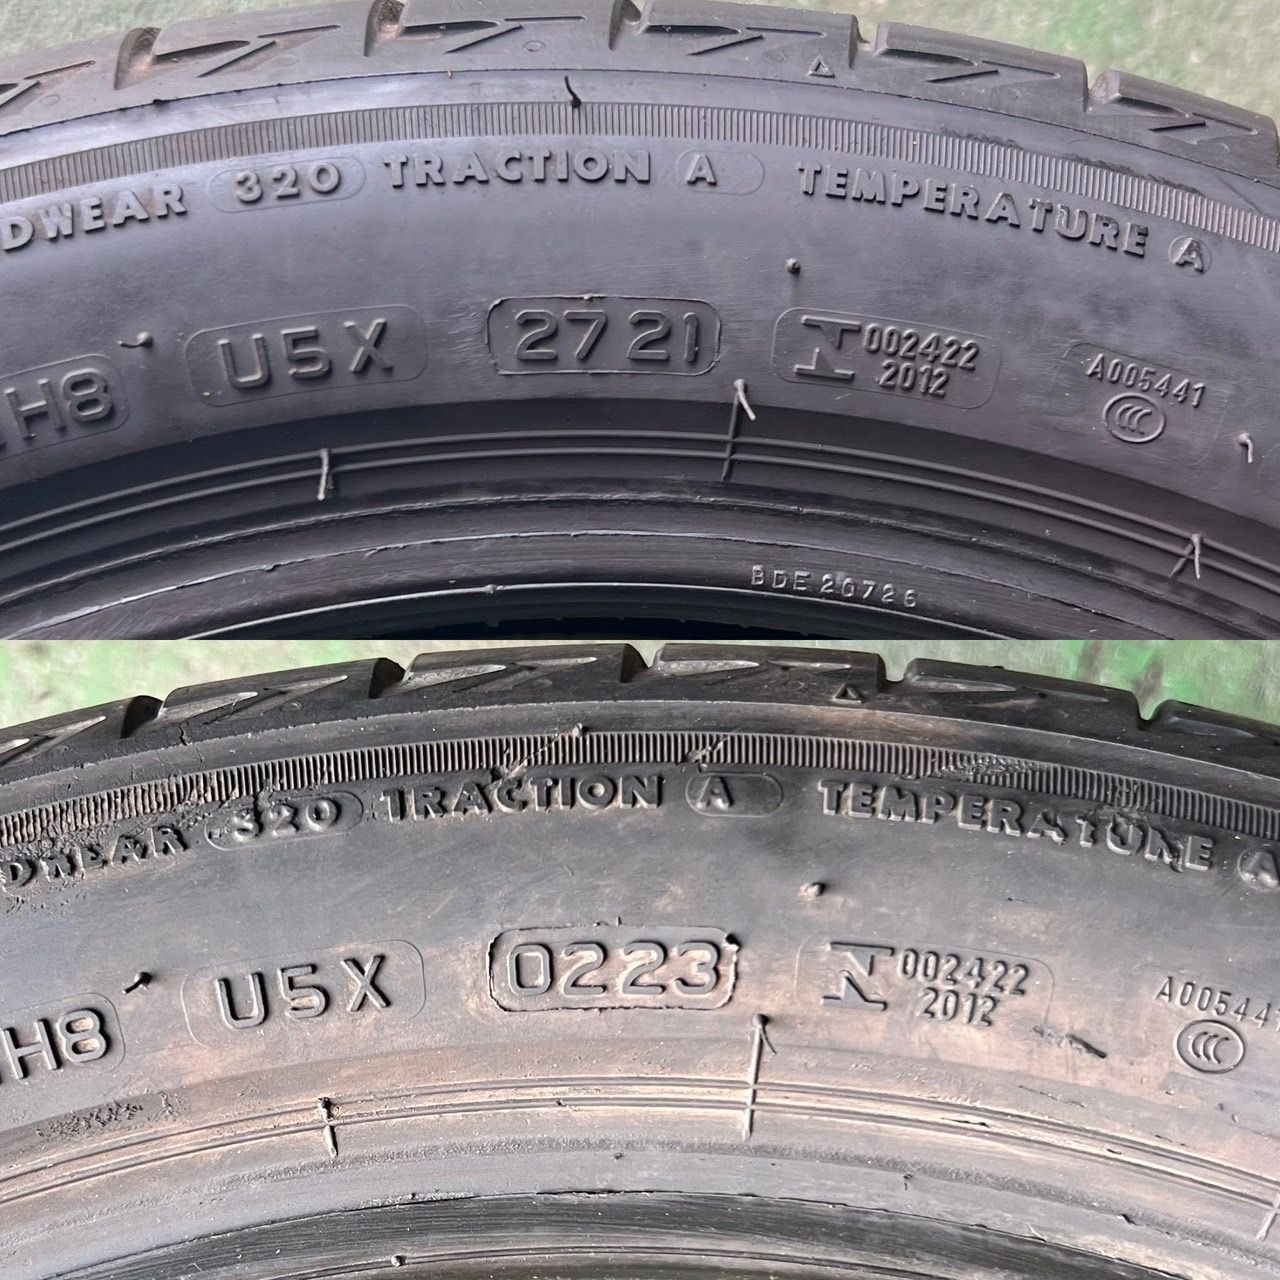 DWEAR 320 TRACTION A TEMPERATURE A
H8 U5X 2721 002422 A005441
2012
BDE 20726
DWEAR 320 TRACTION A TEMPERATURE A
H8 U5X 0223 002422 A00544
2012